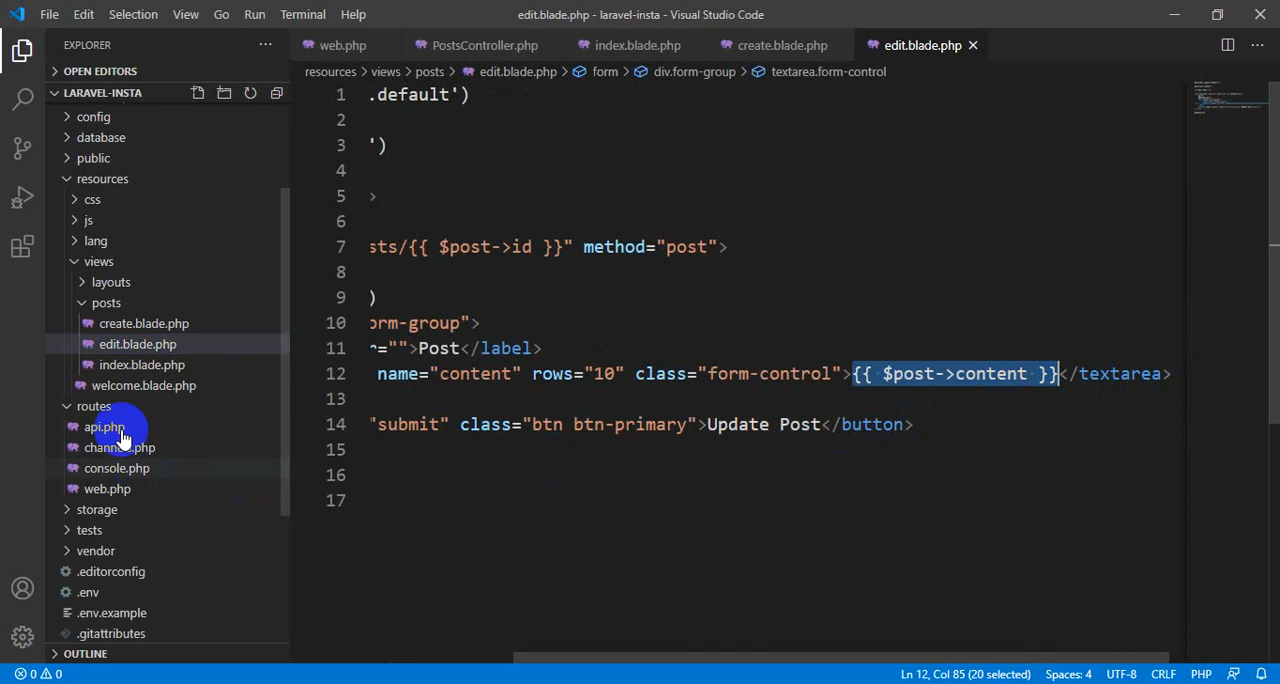 File Edit Selection View Go Run Terminal Help
edit.blade.php - laravel-insta - Visual Studio Code
EXPLORER
OPEN EDITORS
LARAVEL-INSTA
config
database
public
resources
css
js
lang
views
layouts
posts
create.blade.php
edit.blade.php
index.blade.php
welcome.blade.php
routes
api.php
console.php
web.php
storage
tests
vendor
.editorconfig
.env
.env.example
.gitattributes
OUTLINE
web.php PostsController.php index.blade.php create.blade.php edit.blade.php
resources > views > posts > edit.blade.php > form > div.form-group > textarea.form-control
1 .default')
2
3 ')
4
5 >
6
7 sts/{{ $post->id }}" method="post">
8
9 )
10 orm-group">
11 ="">Post</label>
12 name="content" rows="10" class="form-control">{{ $post->content }}</textarea>
13
14 "submit" class="btn btn-primary">Update Post</button>
15
16
17
0 0
Ln 12, Col 85 (20 selected) Spaces: 4 UTF-8 CRLF PHP